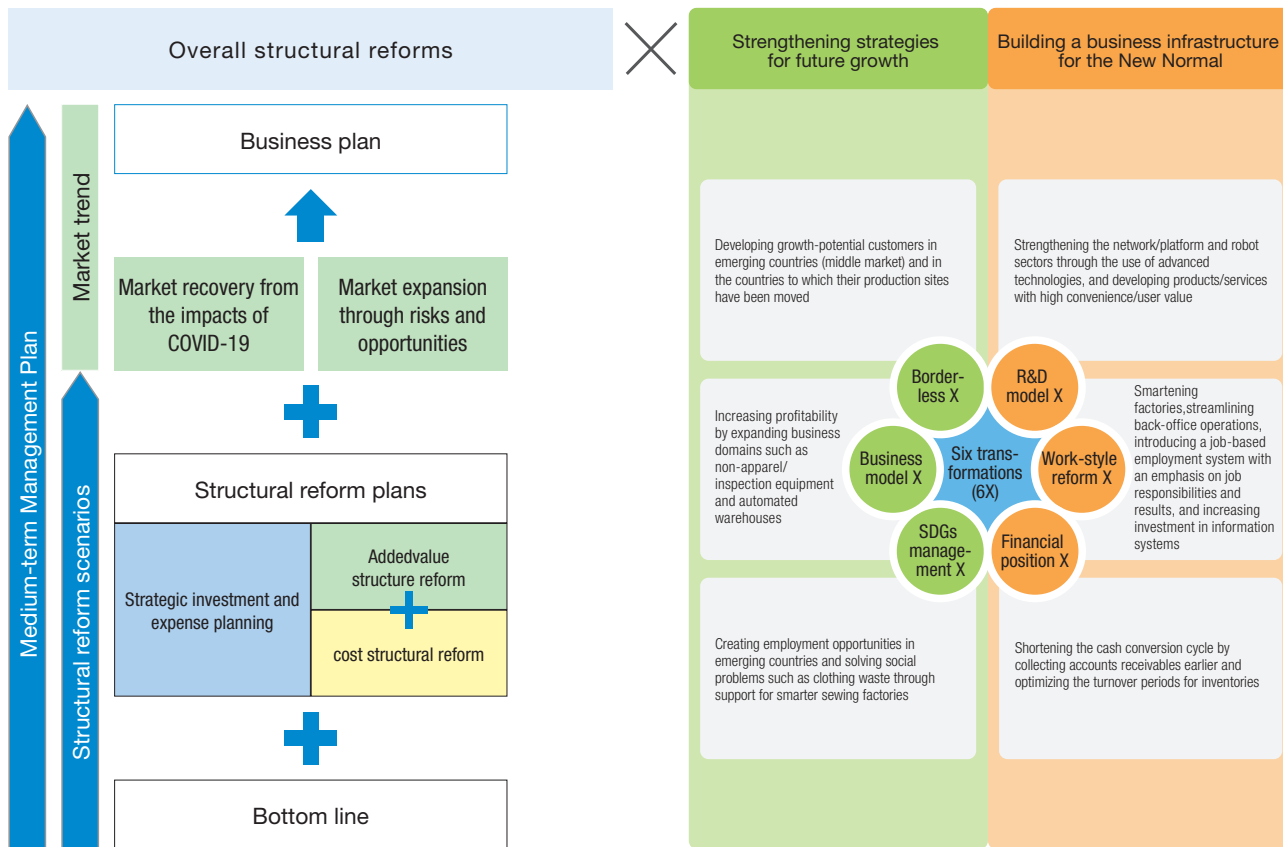 Overall structural reforms
Medium-term Management Plan
Market trend
Structural reform scenarios
Business plan
Market recovery from
the impacts of
COVID-19
Market expansion
through risks and
opportunities
Structural reform plans
Strategic investment and
expense planning
Addedvalue
structure reform
cost structural reform
Bottom line
Strengthening strategies
for future growth
Building a business infrastructure
for the New Normal
Developing growth-potential customers in
emerging countries (middle market) and in
the countries to which their production sites
have been moved
Strengthening the network/platform and robot
sectors through the use of advanced
technologies, and developing products/services
with high convenience/user value
Increasing profitability
by expanding business
domains such as
non-apparel/
inspection equipment
and automated
warehouses
Border-
less X
R&D
model X
Business
model X
Six trans-
formations
(6X)
Work-style
reform X
SDGs
manage-
ment X
Financial
position X
Smartening
factories,streamlining
back-office operations,
introducing a job-based
employment system with
an emphasis on job
responsibilities and
results, and increasing
investment in information
systems
Creating employment opportunities in
emerging countries and solving social
problems such as clothing waste through
support for smarter sewing factories
Shortening the cash conversion cycle by
collecting accounts receivables earlier and
optimizing the turnover periods for inventories